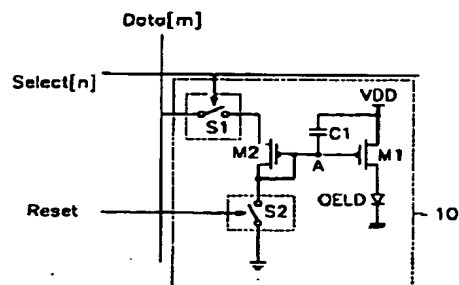 Data[m]
Select[n]
VDD
S1
C1
M2
M1
A
OELD
S2
Reset
10